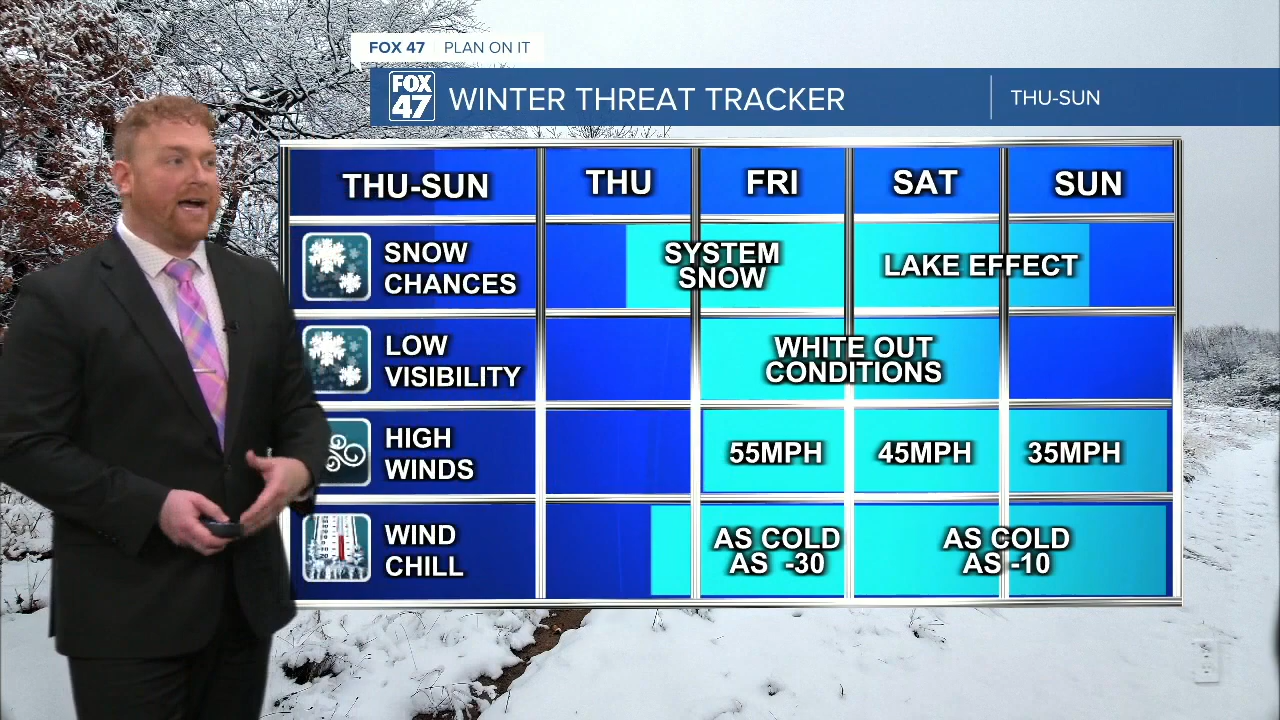 FOX 47 PLAN ON IT
FOX
47
WINTER THREAT TRACKER
THU-SUN
THU-SUN THU FRI SAT SUN
SNOW
CHANCES
SYSTEM
SNOW
LAKE EFFECT
LOW
VISIBILITY
WHITE OUT
CONDITIONS
HIGH
WINDS
55MPH 45MPH 35MPH
WIND
CHILL
AS COLD
AS -30
AS COLD
AS -10